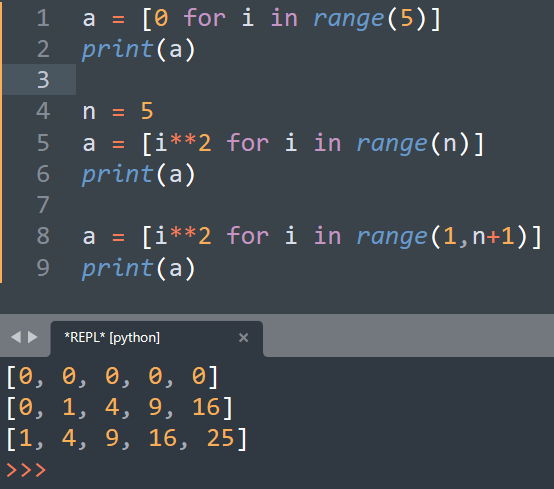 1 a = [0 for i in range(5)]
2 print(a)
3
4 n = 5
5 a = [i**2 for i in range(n)]
6 print(a)
7
8 a = [i**2 for i in range(1,n+1)]
9 print(a)
*REPL* [python] ×
[0, 0, 0, 0, 0]
[0, 1, 4, 9, 16]
[1, 4, 9, 16, 25]
>>>